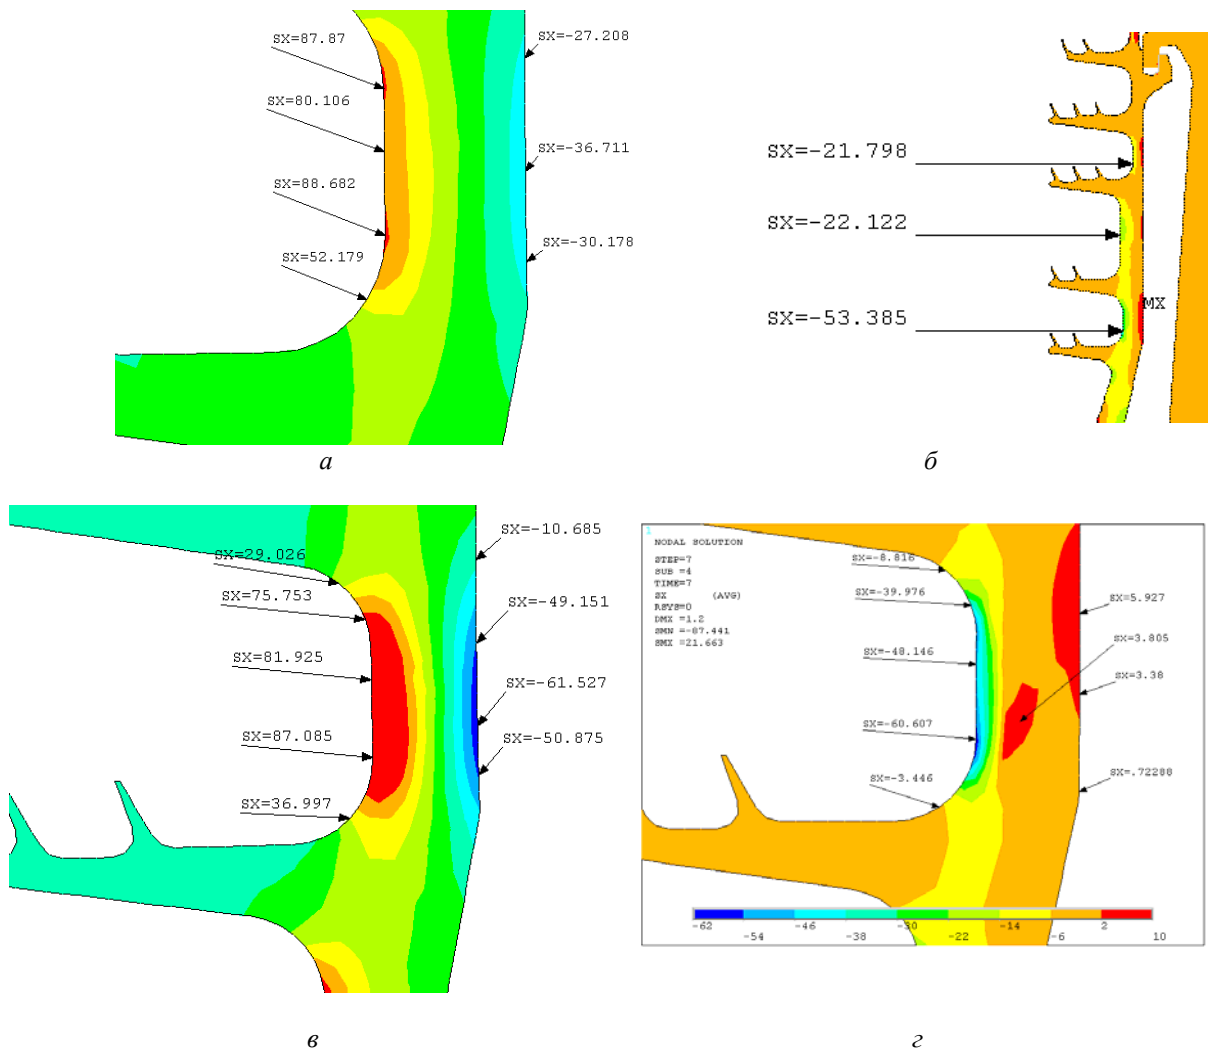 SX=87.87
SX=-27.208
SX=80.106
SX=-36.711
SX=88.682
SX=-30.178
SX=52.179
а
SX=-21.798
SX=-22.122
SX=-53.385
MX
б
SX=-10.685
SX=29.026
SX=75.753
SX=-49.151
SX=81.925
SX=-61.527
SX=87.085
SX=-50.875
SX=36.997
в
1
NODAL SOLUTION
STEP=7
SUB =4
TIME=7
SX (AVG)
RSYS=0
DMX =1.2
SMN =-87.441
SMX =21.663
SX=-8.816
SX=-39.976
SX=5.927
SX=3.805
SX=-48.146
SX=3.38
SX=-60.607
SX=-3.446
SX=.72288
-62 -46 -30 -14 2
-54 -38 -22 -6 10
г